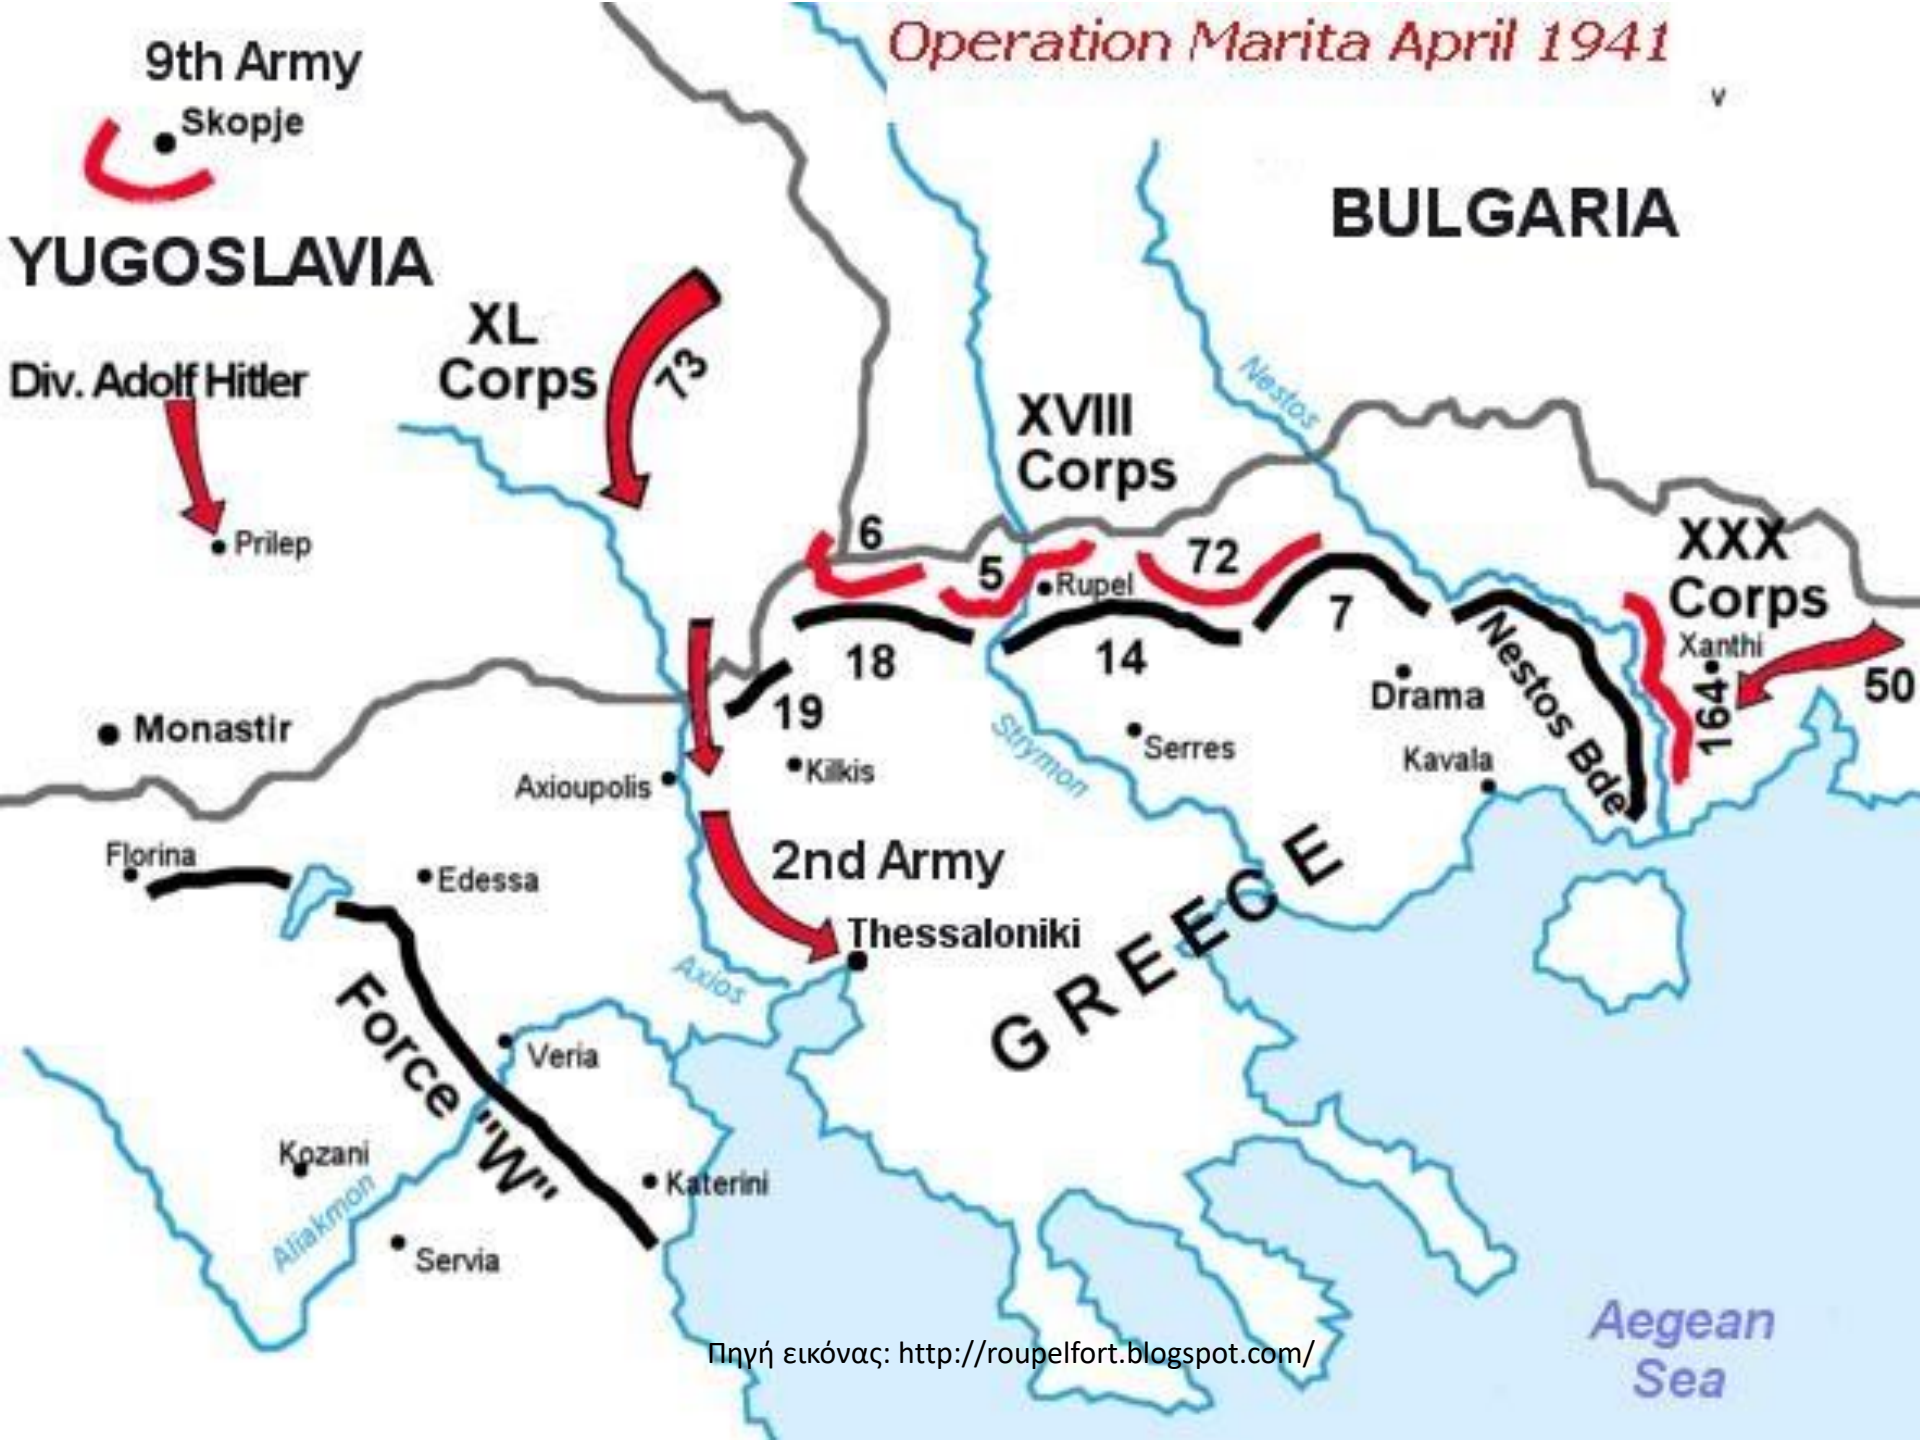 Operation Marita April 1941
9th Army
Skopje
v
BULGARIA
YUGOSLAVIA
XL
Corps
73
Div. Adolf Hitler
Nestos
XVIII
Corps
Prilep
6
5
Rupel
72
XXX
Corps
Xanthi
50
164
18
14
7
19
Nestos Bde
Drama
Monastir
Strymon
Serres
Kavala
Kilkis
Axioupolis
Florina
Edessa
2nd Army
Thessaloniki
GREECE
Axios
Force "W"
Veria
Kozani
Aliakmon
Katerini
Servia
Aegean
Sea
Πηγή εικόνας: http://roupelfort.blogspot.com/